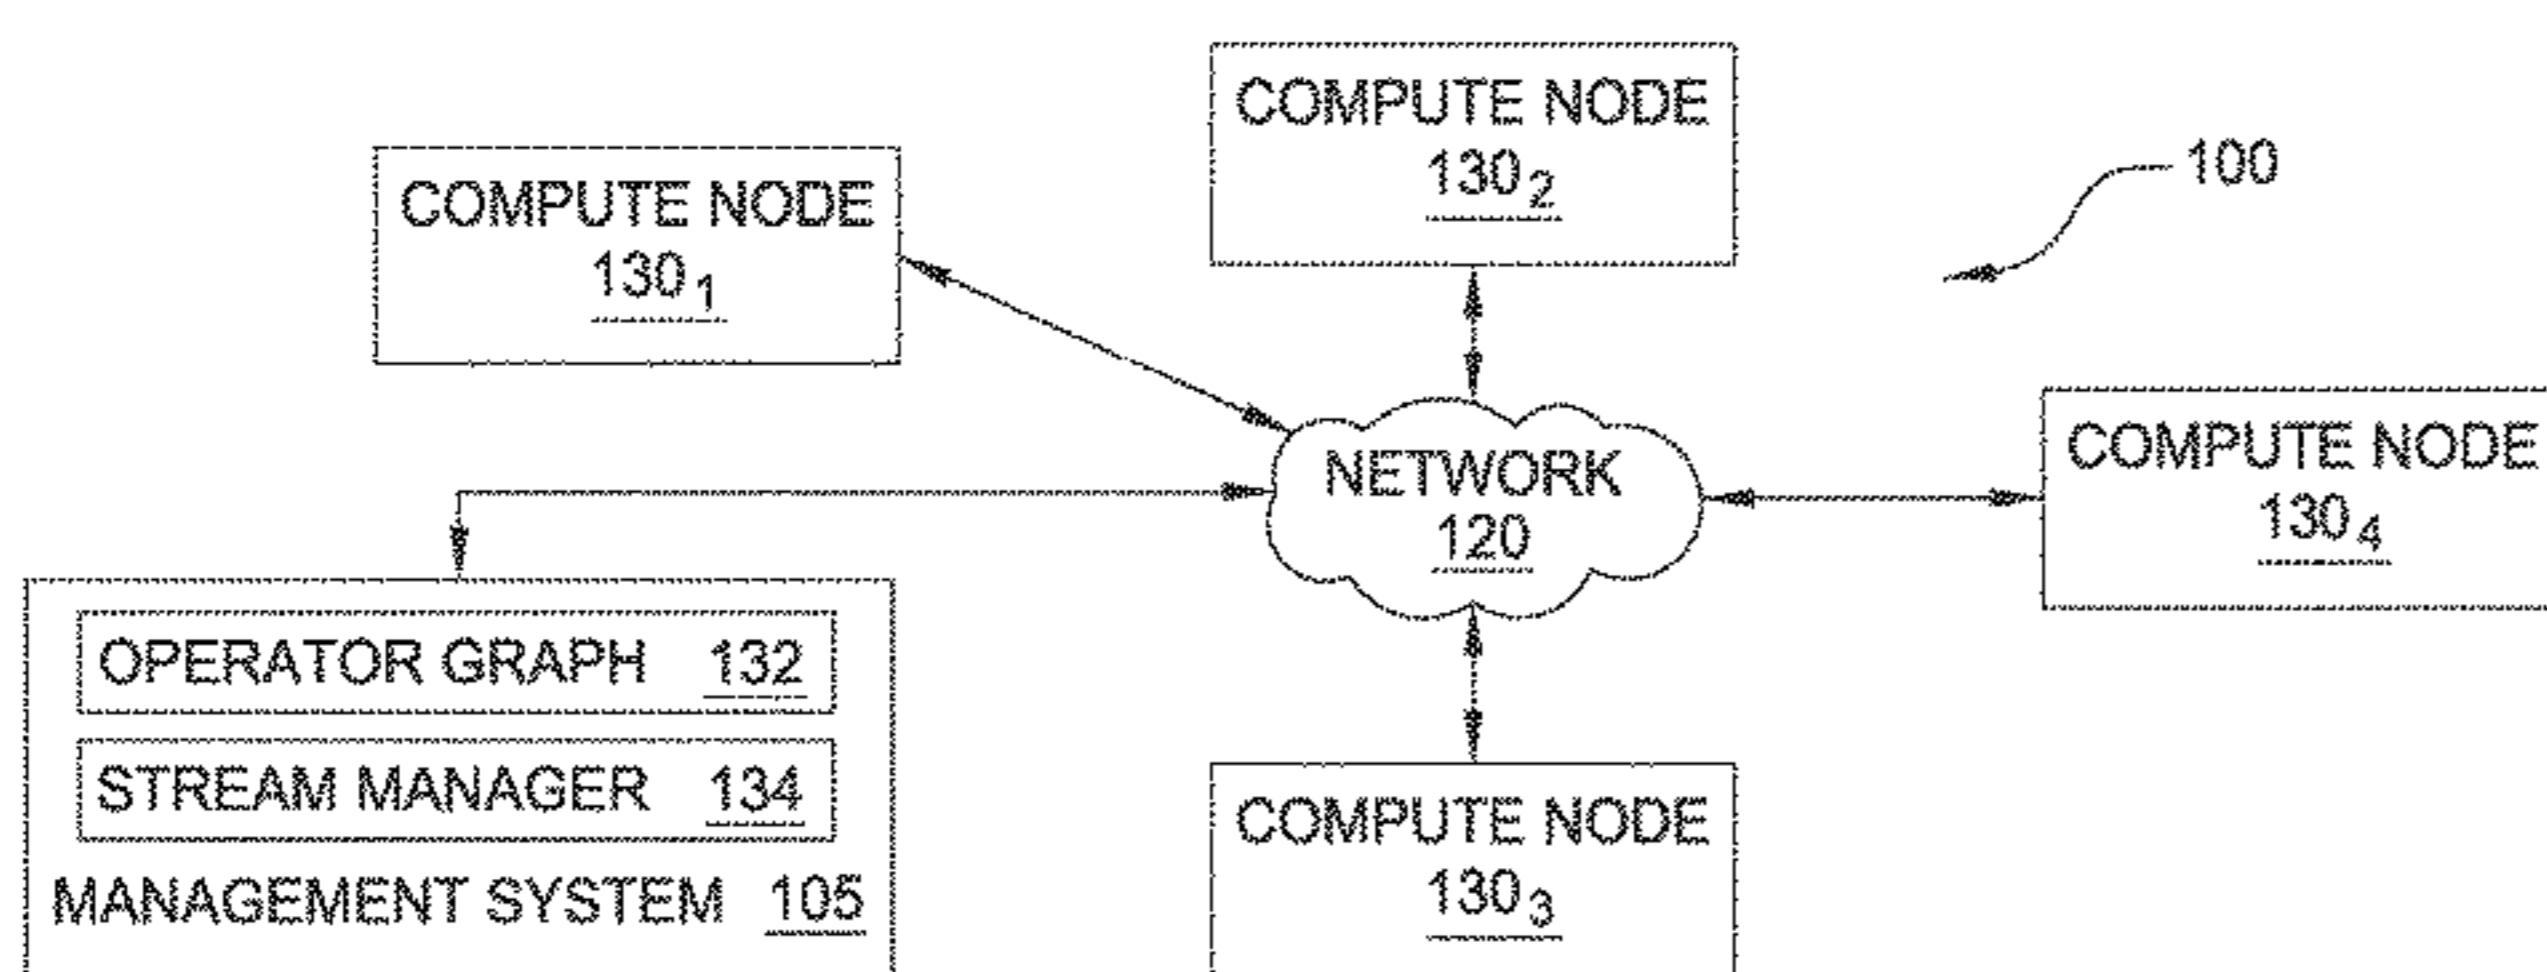 COMPUTE NODE
130₂
100
COMPUTE NODE
130₁
COMPUTE NODE
130₄
NETWORK
120
OPERATOR GRAPH 132
STREAM MANAGER 134
MANAGEMENT SYSTEM 105
COMPUTE NODE
130₃